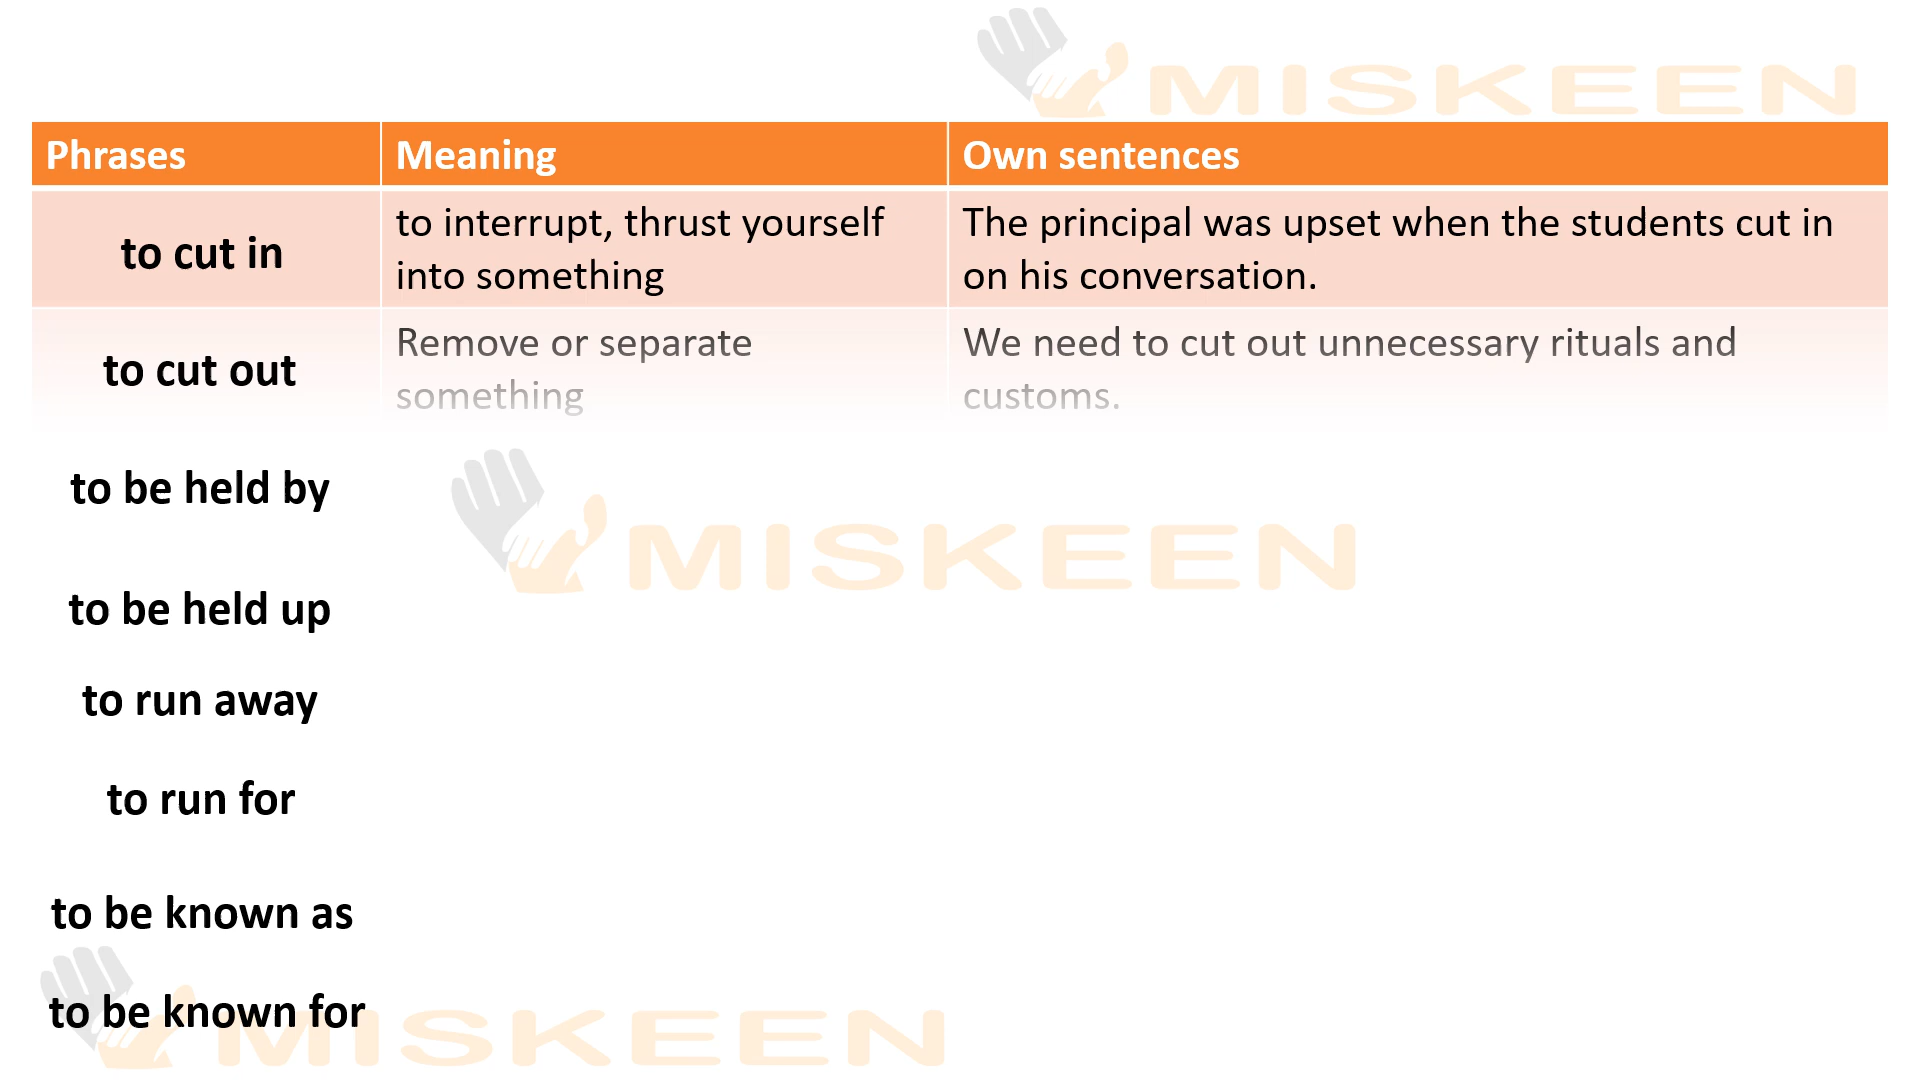 MISKEEN
Phrases Meaning Own sentences
to cut in
to interrupt, thrust yourself
into something
The principal was upset when the students cut in
on his conversation.
to cut out
Remove or separate
something
We need to cut out unnecessary rituals and
customs.
to be held by
MISKEEN
to be held up
to run away
to run for
to be known as
to be known for
MISKEEN